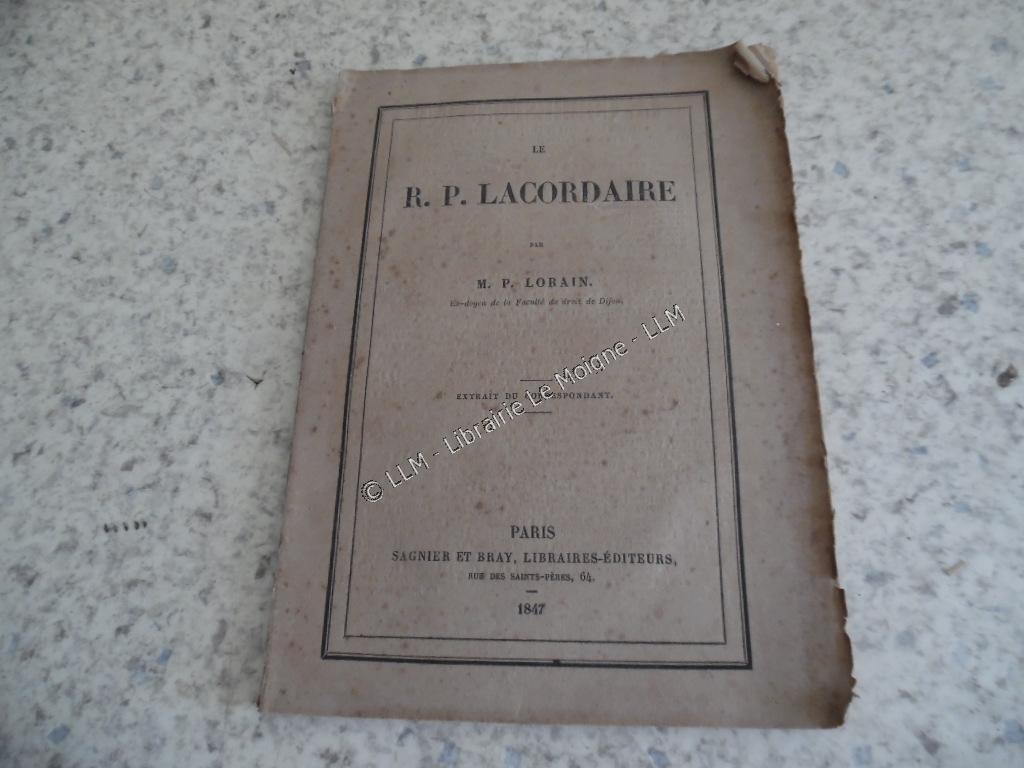 LE
R. P. LACORDAIRE
PAR
M. P. LORAIN.
Ex-doyen de la Faculté de droit de Dijon.
EXTRAIT DU CORRESPONDANT.
© LLM - Librairie Le Moigne - LLM
PARIS
SAGNIER ET BRAY, LIBRAIRES-ÉDITEURS,
RUE DES SAINTS-PÈRES, 64.
1847